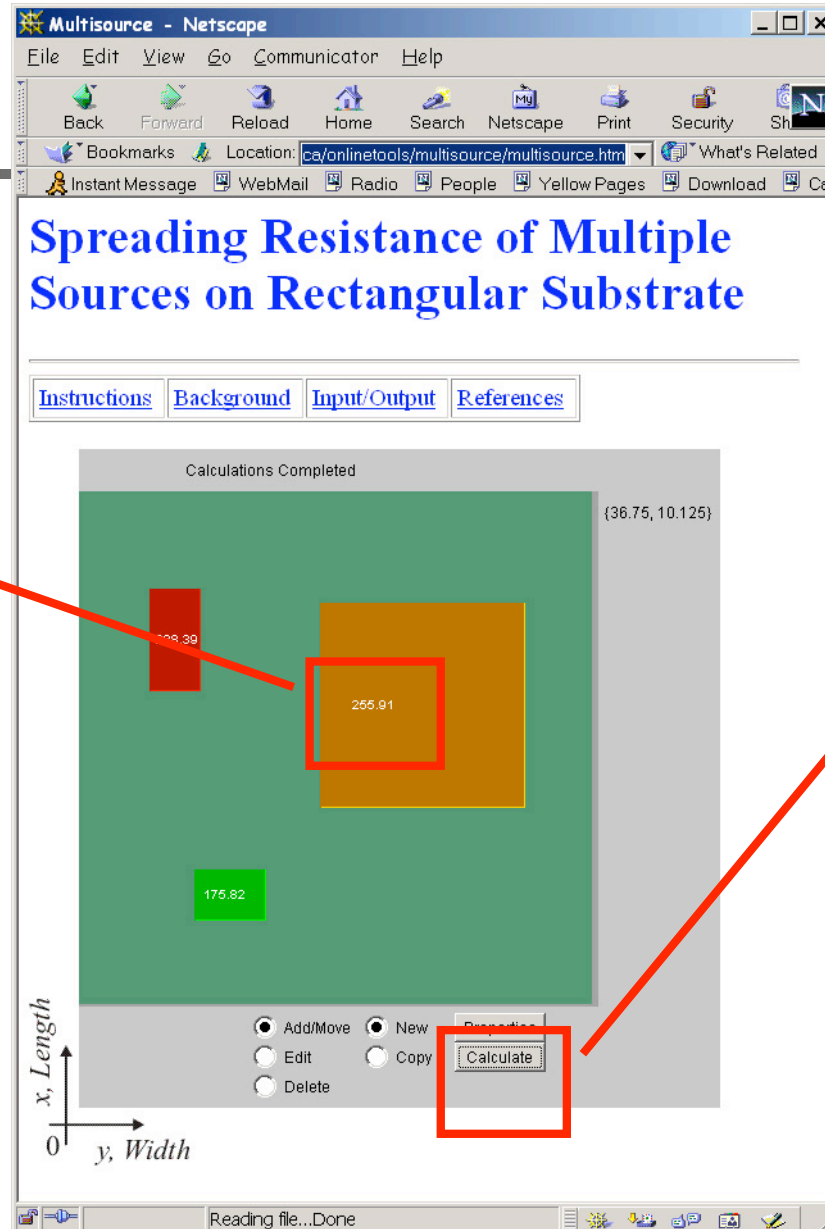 Multisource - Netscape
File Edit View Go Communicator Help
Back Forward Reload Home Search Netscape Print Security
Bookmarks Location: ca/onlinetools/multisource/multisource.htm What's Related
Instant Message WebMail Radio People Yellow Pages Download
Spreading Resistance of Multiple
Sources on Rectangular Substrate
Instructions Background Input/Output References
Calculations Completed
{36.75, 10.125}
255.91
175.82
Add/Move New Properties
Edit Copy Calculate
Delete
x, Length
0 y, Width
Reading file...Done